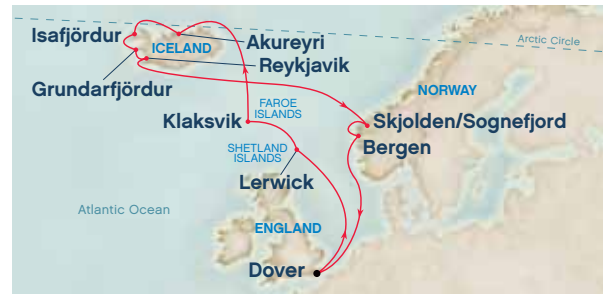 Isafjördur
ICELAND
Akureyri
Reykjavik
Arctic Circle
Grundarfjördur
NORWAY
FAROE
ISLANDS
Klaksvik
Skjolden/Sognefjord
Bergen
SHETLAND
ISLANDS
Lerwick
Atlantic Ocean
ENGLAND
Dover